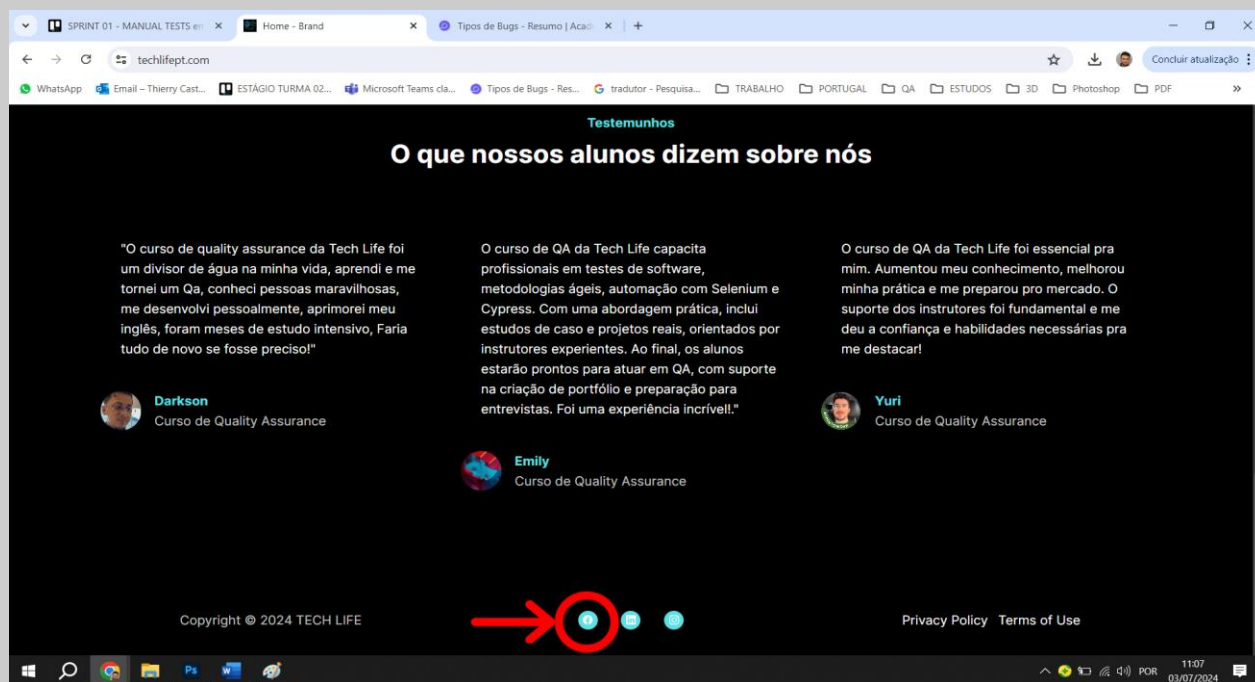 SPRINT 01 - MANUAL TESTS en
Home - Brand
Tipos de Bugs - Resumo | Acad
techlifept.com
Concluir atualização
WhatsApp
Email – Thierry Cast...
ESTÁGIO TURMA 02...
Microsoft Teams cla...
Tipos de Bugs - Res...
tradutor - Pesquisa...
TRABALHO
PORTUGAL
QA
ESTUDOS
3D
Photoshop
PDF
Testemunhos
O que nossos alunos dizem sobre nós
"O curso de quality assurance da Tech Life foi
um divisor de água na minha vida, aprendi e me
tornei um Qa, conheci pessoas maravilhosas,
me desenvolvi pessoalmente, aprimorei meu
inglês, foram meses de estudo intensivo, Faria
tudo de novo se fosse preciso!"
Darkson
Curso de Quality Assurance
O curso de QA da Tech Life capacita
profissionais em testes de software,
metodologias ágeis, automação com Selenium e
Cypress. Com uma abordagem prática, inclui
estudos de caso e projetos reais, orientados por
instrutores experientes. Ao final, os alunos
estarão prontos para atuar em QA, com suporte
na criação de portfólio e preparação para
entrevistas. Foi uma experiência incrível!."
Emily
Curso de Quality Assurance
O curso de QA da Tech Life foi essencial pra
mim. Aumentou meu conhecimento, melhorou
minha prática e me preparou pro mercado. O
suporte dos instrutores foi fundamental e me
deu a confiança e habilidades necessárias pra
me destacar!
Yuri
Curso de Quality Assurance
Copyright © 2024 TECH LIFE
in
Privacy Policy Terms of Use
Ps
POR
11:07
03/07/2024